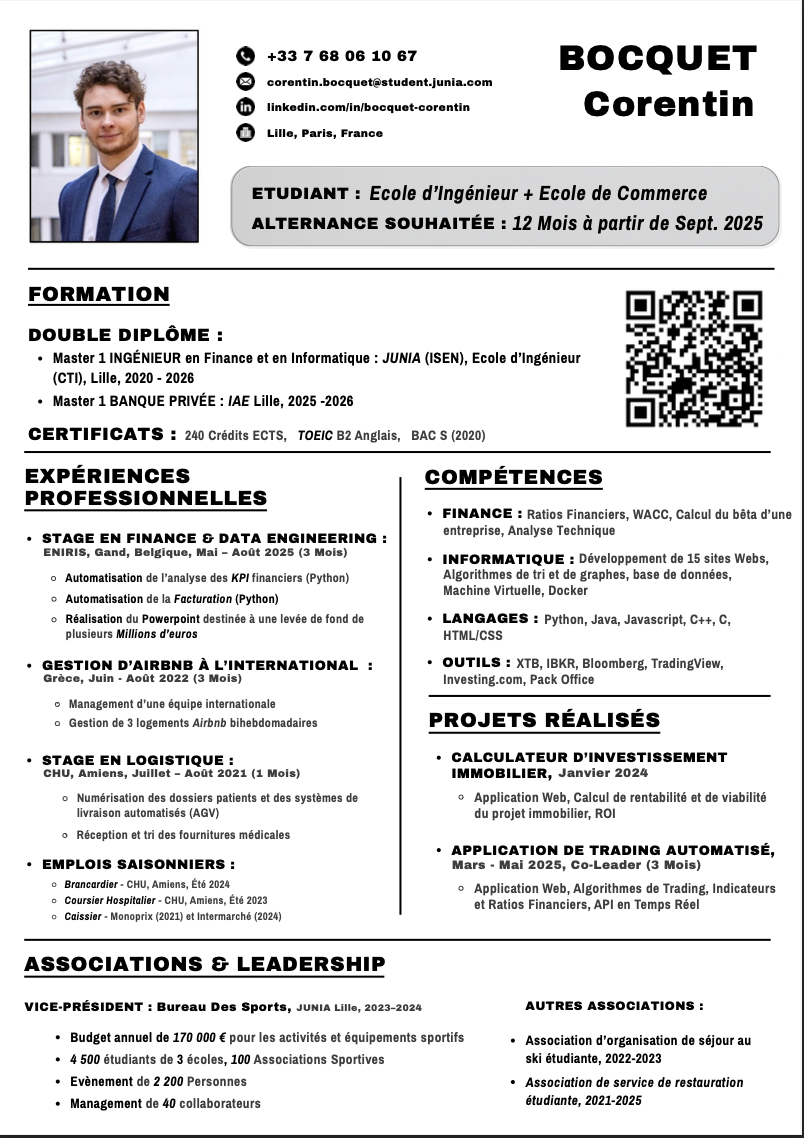 +33 7 68 06 10 67
corentin.bocquet@student.junia.com
linkedin.com/in/bocquet-corentin
Lille, Paris, France
BOCQUET
Corentin
ETUDIANT : Ecole d’Ingénieur + Ecole de Commerce
ALTERNANCE SOUHAITÉE : 12 Mois à partir de Sept. 2025
FORMATION
DOUBLE DIPLÔME :
• Master 1 INGÉNIEUR en Finance et en Informatique : JUNIA (ISEN), Ecole d’Ingénieur
(CTI), Lille, 2020 - 2026
• Master 1 BANQUE PRIVÉE : IAE Lille, 2025 -2026
CERTIFICATS : 240 Crédits ECTS, TOEIC B2 Anglais, BAC S (2020)
EXPÉRIENCES
PROFESSIONNELLES
• STAGE EN FINANCE & DATA ENGINEERING :
ENIRIS, Gand, Belgique, Mai – Août 2025 (3 Mois)
○ Automatisation de l’analyse des KPI financiers (Python)
○ Automatisation de la Facturation (Python)
○ Réalisation du Powerpoint destinée à une levée de fond de
plusieurs Millions d’euros
• GESTION D’AIRBNB À L’INTERNATIONAL :
Grèce, Juin - Août 2022 (3 Mois)
○ Management d’une équipe internationale
○ Gestion de 3 logements Airbnb bihebdomadaires
• STAGE EN LOGISTIQUE :
CHU, Amiens, Juillet – Août 2021 (1 Mois)
○ Numérisation des dossiers patients et des systèmes de
livraison automatisés (AGV)
○ Réception et tri des fournitures médicales
• EMPLOIS SAISONNIERS :
○ Brancardier - CHU, Amiens, Été 2024
○ Coursier Hospitalier - CHU, Amiens, Été 2023
○ Caissier - Monoprix (2021) et Intermarché (2024)
COMPÉTENCES
• FINANCE : Ratios Financiers, WACC, Calcul du bêta d’une
entreprise, Analyse Technique
• INFORMATIQUE : Développement de 15 sites Webs,
Algorithmes de tri et de graphes, base de données,
Machine Virtuelle, Docker
• LANGAGES : Python, Java, Javascript, C++, C,
HTML/CSS
• OUTILS : XTB, IBKR, Bloomberg, TradingView,
Investing.com, Pack Office
PROJETS RÉALISÉS
• CALCULATEUR D’INVESTISSEMENT
IMMOBILIER, Janvier 2024
○ Application Web, Calcul de rentabilité et de viabilité
du projet immobilier, ROI
• APPLICATION DE TRADING AUTOMATISÉ,
Mars - Mai 2025, Co-Leader (3 Mois)
○ Application Web, Algorithmes de Trading, Indicateurs
et Ratios Financiers, API en Temps Réel
ASSOCIATIONS & LEADERSHIP
VICE-PRÉSIDENT : Bureau Des Sports, JUNIA Lille, 2023–2024
• Budget annuel de 170 000 € pour les activités et équipements sportifs
• 4 500 étudiants de 3 écoles, 100 Associations Sportives
• Evènement de 2 200 Personnes
• Management de 40 collaborateurs
AUTRES ASSOCIATIONS :
• Association d’organisation de séjour au
ski étudiante, 2022-2023
• Association de service de restauration
étudiante, 2021-2025